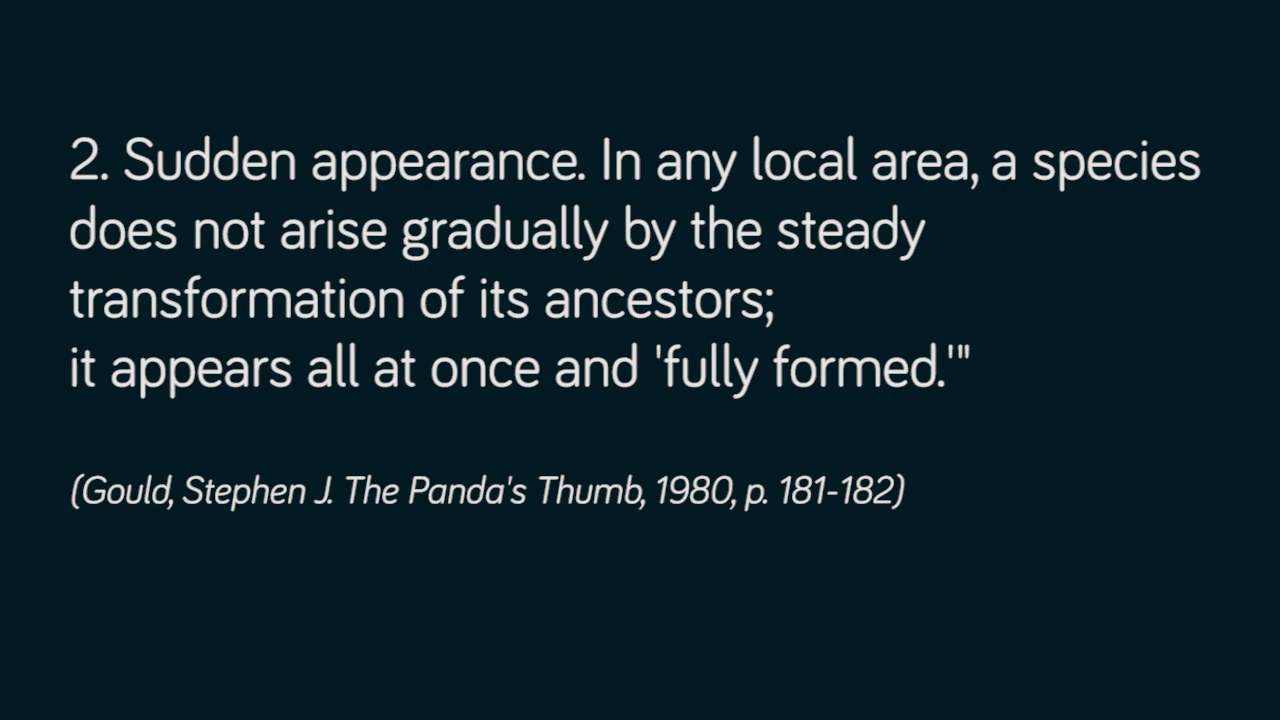 2. Sudden appearance. In any local area, a species
does not arise gradually by the steady
transformation of its ancestors;
it appears all at once and 'fully formed.'"
(Gould, Stephen J. The Panda's Thumb, 1980, p. 181-182)